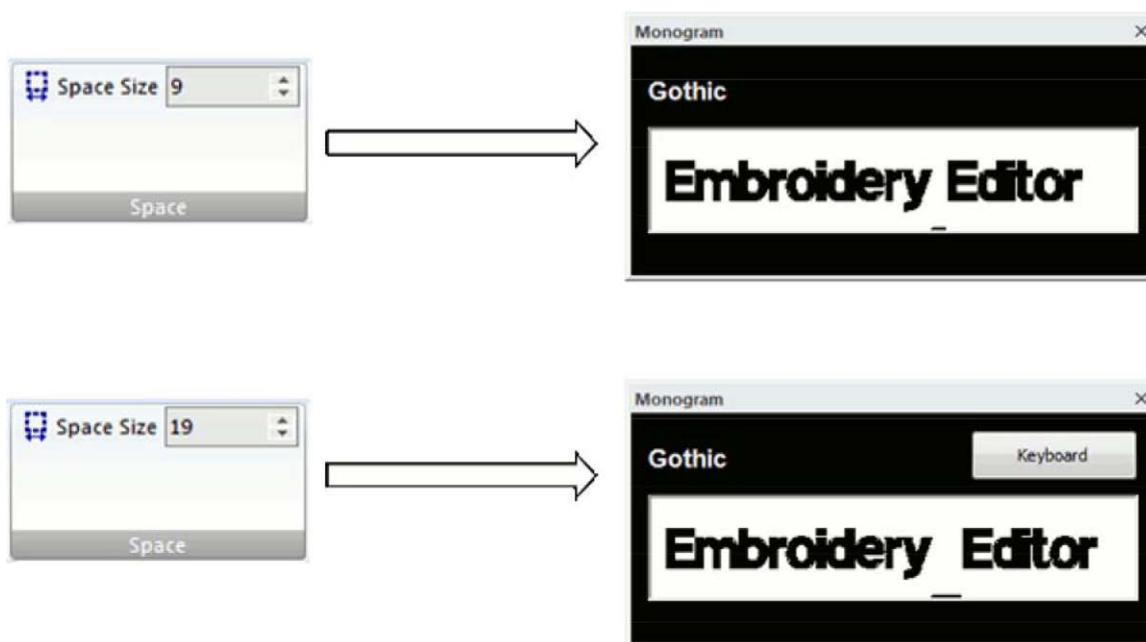 Space Size 9
Space
Monogram
Gothic
Embroidery Editor
Space Size 19
Space
Monogram
Gothic
Keyboard
Embroidery Editor